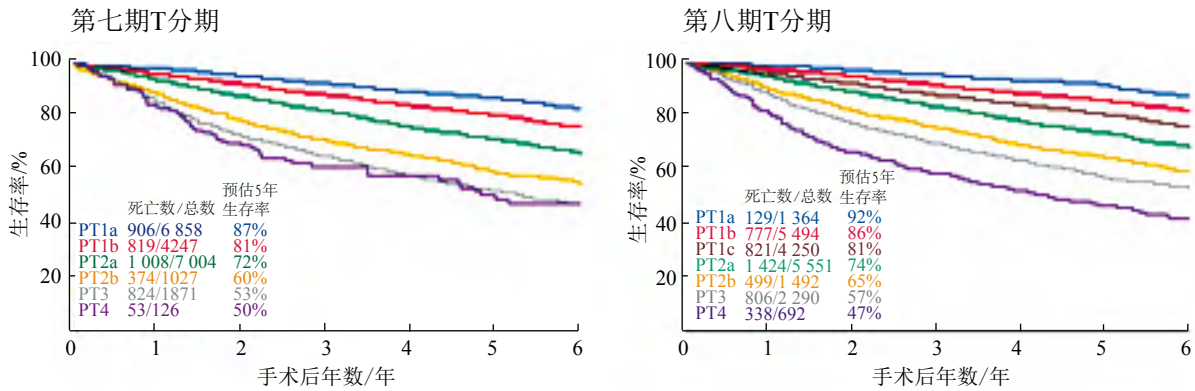 第七期T分期
100
80
60
40
20
生存率/%
死亡数/总数 预估5年生存率
PT1a 906/6 858 87%
PT1b 819/4247 81%
PT2a 1 008/7 004 72%
PT2b 374/1027 60%
PT3 824/1871 53%
PT4 53/126 50%
0 1 2 3 4 5 6
手术后年数/年
第八期T分期
100
80
60
40
20
生存率/%
死亡数/总数 预估5年生存率
PT1a 129/1 364 92%
PT1b 777/5 494 86%
PT1c 821/4 250 81%
PT2a 1 424/5 551 74%
PT2b 499/1 492 65%
PT3 806/2 290 57%
PT4 338/692 47%
0 1 2 3 4 5 6
手术后年数/年